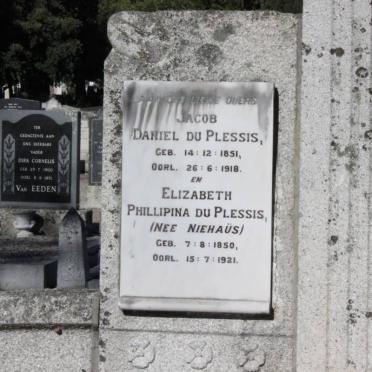 JACOB
DANIEL DU PLESSIS,
GEB. 14·12·1851,
OORL. 26·6·1918.
EN
ELIZABETH
PHILLIPINA DU PLESSIS,
(NEE NIEHAÜS)
GEB. 7·8·1850,
OORL. 15·7·1921.
TER
GEDAGTENIS AAN
ONS DIERBARE
VADER
DIRK CORNELIS
VAN EEDEN